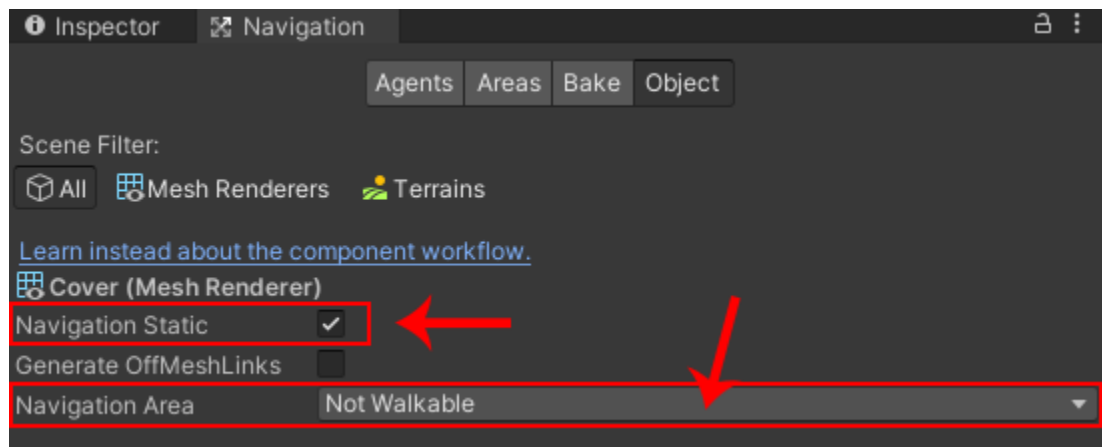 Inspector Navigation
Agents Areas Bake Object
Scene Filter:
All Mesh Renderers Terrains
Learn instead about the component workflow.
Cover (Mesh Renderer)
Navigation Static
Generate OffMeshLinks
Navigation Area Not Walkable